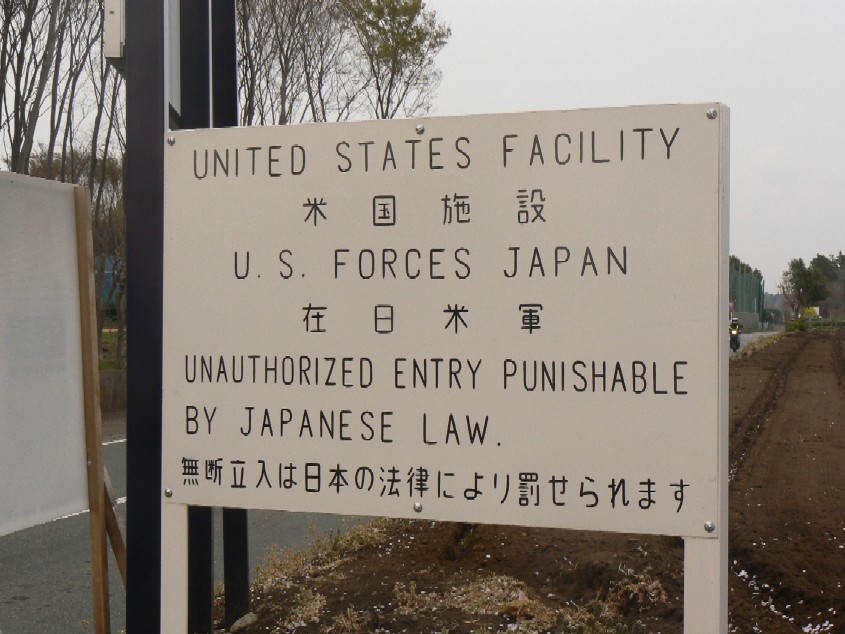 UNITED STATES FACILITY
米国施設
U.S. FORCES JAPAN
在日米軍
UNAUTHORIZED ENTRY PUNISHABLE
BY JAPANESE LAW.
無断立入は日本の法律により罰せられます